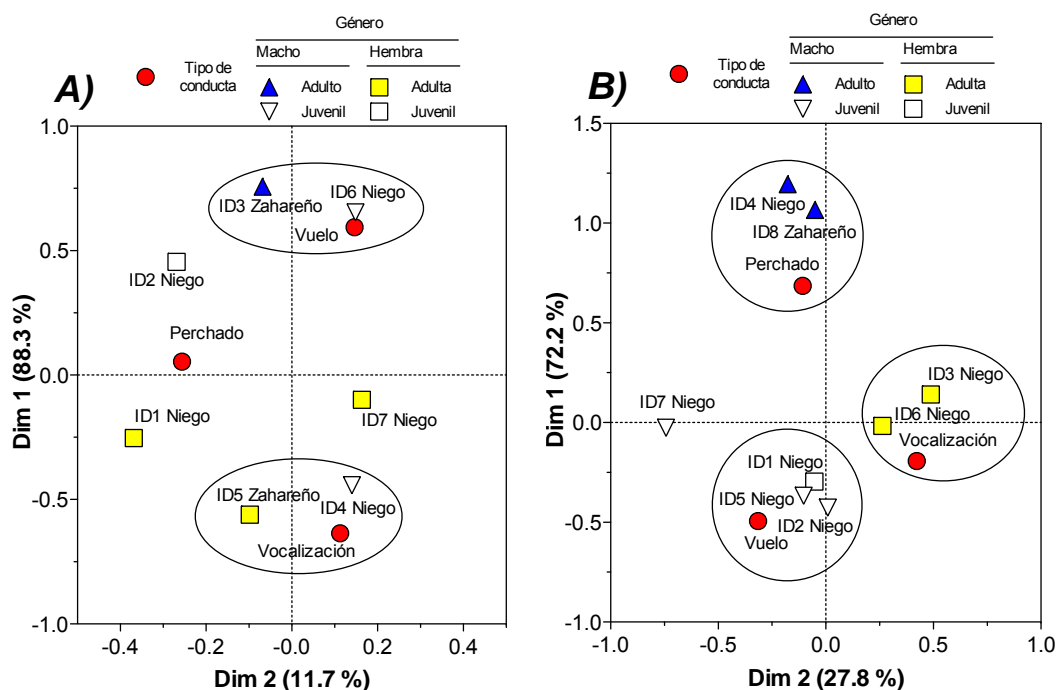 Género
Macho Hembra
Tipo de
conducta
Adulto Adulta
Juvenil Juvenil
A)
1.0
0.5
0.0
-0.5
-1.0
-0.4 -0.2 -0.0 0.2 0.4
Dim 1 (88.3 %)
Dim 2 (11.7 %)
ID3 Zahareño
ID6 Niego
Vuelo
ID2 Niego
Perchado
ID1 Niego
ID7 Niego
ID5 Zahareño
ID4 Niego
Vocalización
Género
Macho Hembra
Tipo de
conducta
Adulto Adulta
Juvenil Juvenil
B)
1.5
1.0
0.5
0.0
-0.5
-1.0
-1.0 -0.5 0.0 0.5 1.0
Dim 1 (72.2 %)
Dim 2 (27.8 %)
ID4 Niego
ID8 Zahareño
Perchado
ID3 Niego
ID6 Niego
Vocalización
ID7 Niego
ID1 Niego
ID5 Niego
ID2 Niego
Vuelo